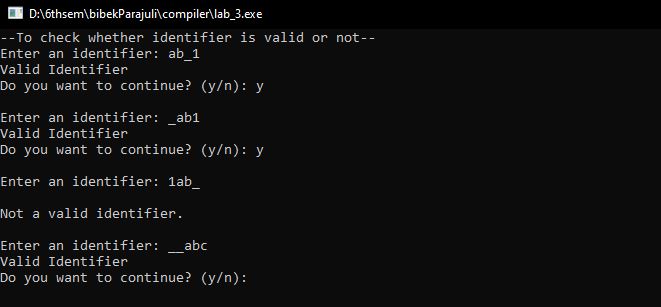 D:\6thsem\bibekParajuli\compiler\lab_3.exe
--To check whether identifier is valid or not--
Enter an identifier: ab_1
Valid Identifier
Do you want to continue? (y/n): y
Enter an identifier: _ab1
Valid Identifier
Do you want to continue? (y/n): y
Enter an identifier: 1ab_
Not a valid identifier.
Enter an identifier: __abc
Valid Identifier
Do you want to continue? (y/n):